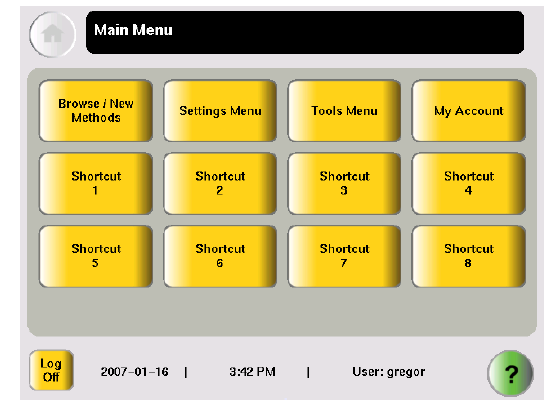 Main Menu
Browse / New
Methods
Settings Menu
Tools Menu
My Account
Shortcut
1
Shortcut
2
Shortcut
3
Shortcut
4
Shortcut
5
Shortcut
6
Shortcut
7
Shortcut
8
Log
Off
2007-01-16 | 3:42 PM | User: gregor
?